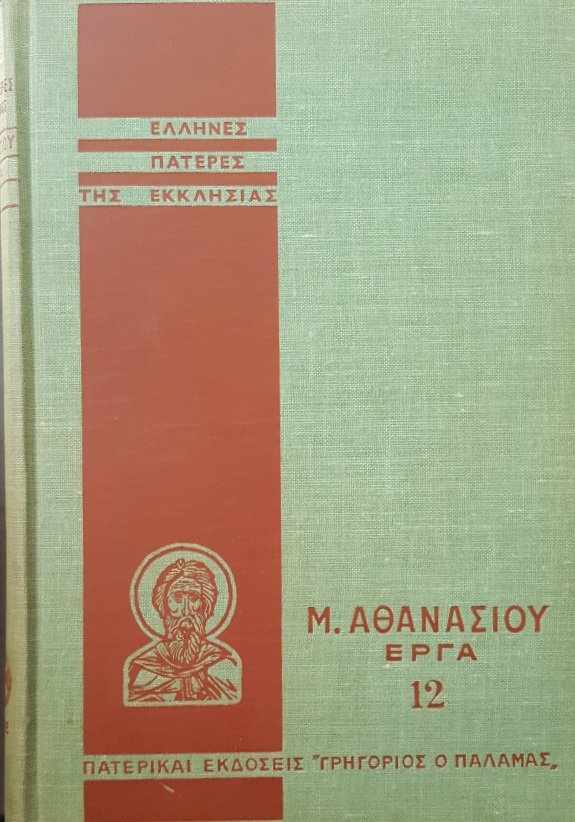 ΕΛΛΗΝΕΣ
ΠΑΤΕΡΕΣ
ΤΗΣ ΕΚΚΛΗΣΙΑΣ
Μ. ΑΘΑΝΑΣΙΟΥ
ΕΡΓΑ
12
ΠΑΤΕΡΙΚΑΙ ΕΚΔΟΣΕΙΣ "ΓΡΗΓΟΡΙΟΣ Ο ΠΑΛΑΜΑΣ„